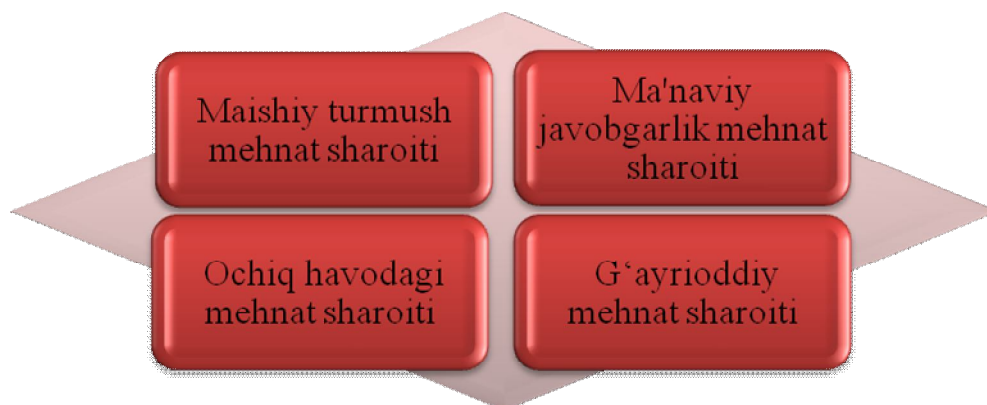 Maishiy turmush
mehnat sharoiti
Ma'naviy
javobgarlik mehnat
sharoiti
Ochiq havodagi
mehnat sharoiti
G‘ayrioddiy
mehnat sharoiti